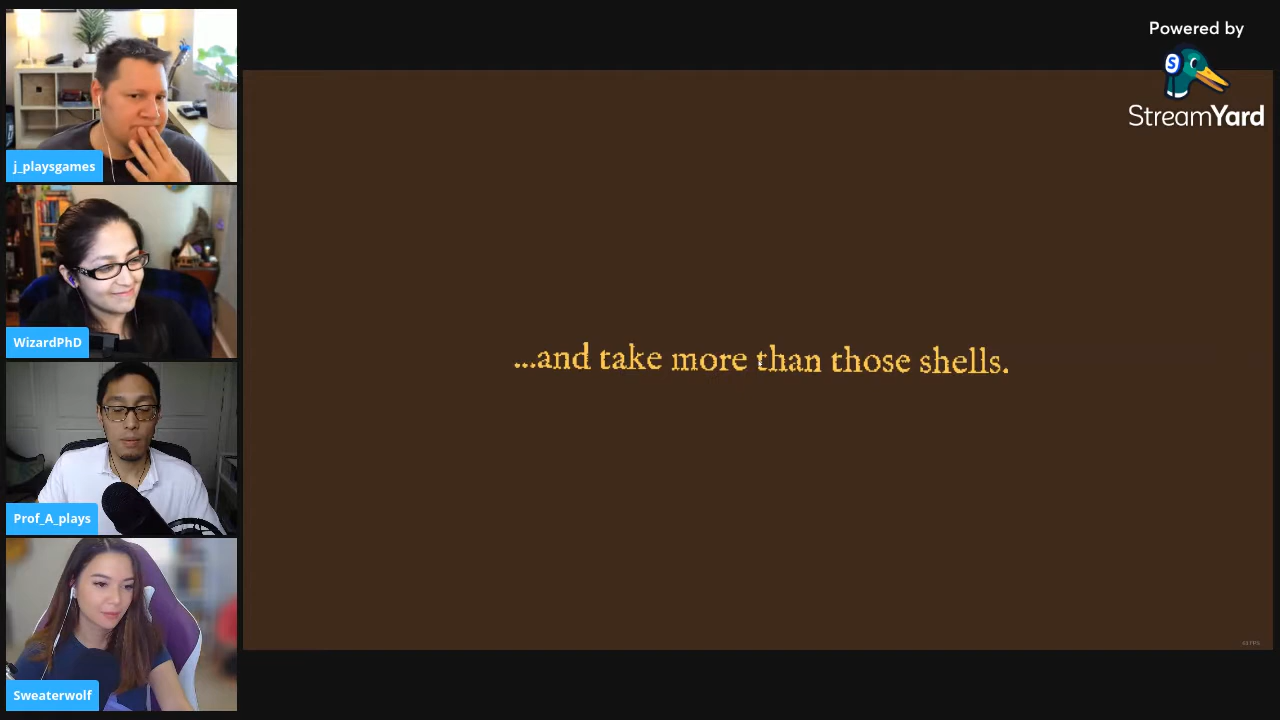 Powered by
S
StreamYard
j_playsgames
WizardPhD
...and take more than those shells.
Prof_A_plays
Sweaterwolf